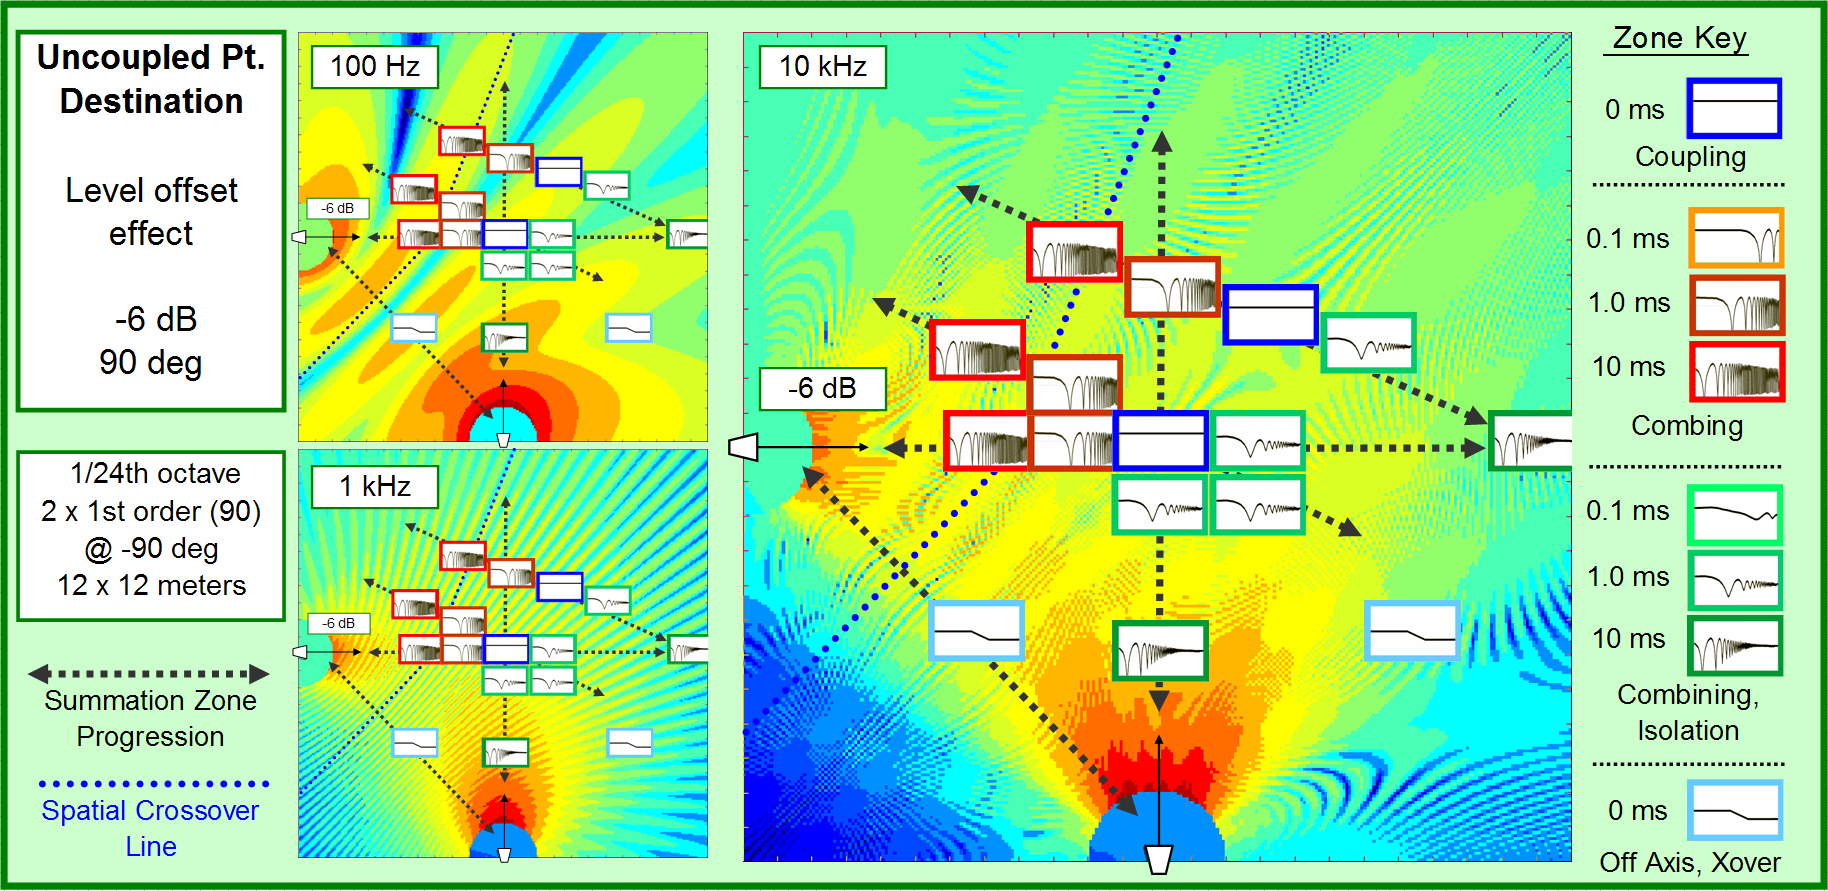 Uncoupled Pt.
Destination
Level offset
effect
-6 dB
90 deg
1/24th octave
2 x 1st order (90)
@ -90 deg
12 x 12 meters
Summation Zone
Progression
Spatial Crossover
Line
100 Hz
-6 dB
1 kHz
-6 dB
10 kHz
-6 dB
Zone Key
0 ms
Coupling
0.1 ms
1.0 ms
10 ms
Combing
0.1 ms
1.0 ms
10 ms
Combining,
Isolation
0 ms
Off Axis, Xover